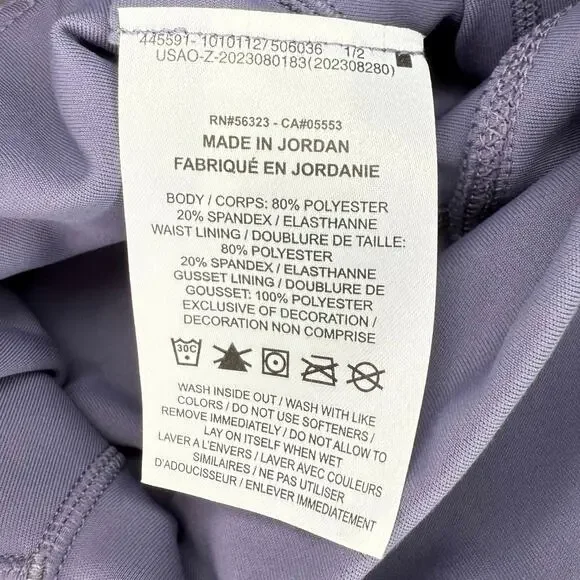 445591-10101127506036 1/2
USAO-Z-2023080183(202308280)
RN#56323 - CA#05553
MADE IN JORDAN
FABRIQUÉ EN JORDANIE
BODY / CORPS: 80% POLYESTER
20% SPANDEX / ELASTHANNE
WAIST LINING / DOUBLURE DE TAILLE:
80% POLYESTER
20% SPANDEX / ELASTHANNE
GUSSET LINING / DOUBLURE DE
GOUSSET: 100% POLYESTER
EXCLUSIVE OF DECORATION /
DECORATION NON COMPRISE
30C
WASH INSIDE OUT / WASH WITH LIKE
COLORS / DO NOT USE SOFTENERS /
REMOVE IMMEDIATELY / DO NOT ALLOW TO
LAY ON ITSELF WHEN WET
LAVER A L'ENVERS / LAVER AVEC COULEURS
SIMILAIRES / NE PAS UTILISER
D'ADOUCISSEUR / ENLEVER IMMEDIATEMENT